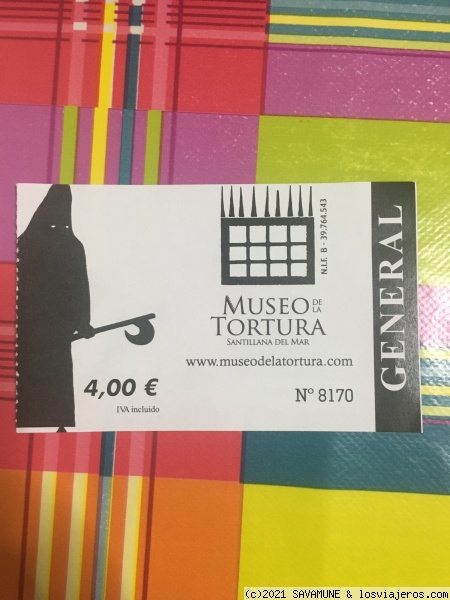 MUSEO DE LA
TORTURA
SANTILLANA DEL MAR
www.museodelatortura.com
4,00 €
IVA incluido
Nº 8170
N.I.F. B - 39.764.543
GENERAL
(c)2021 SAVAMUNE & losviajeros.com